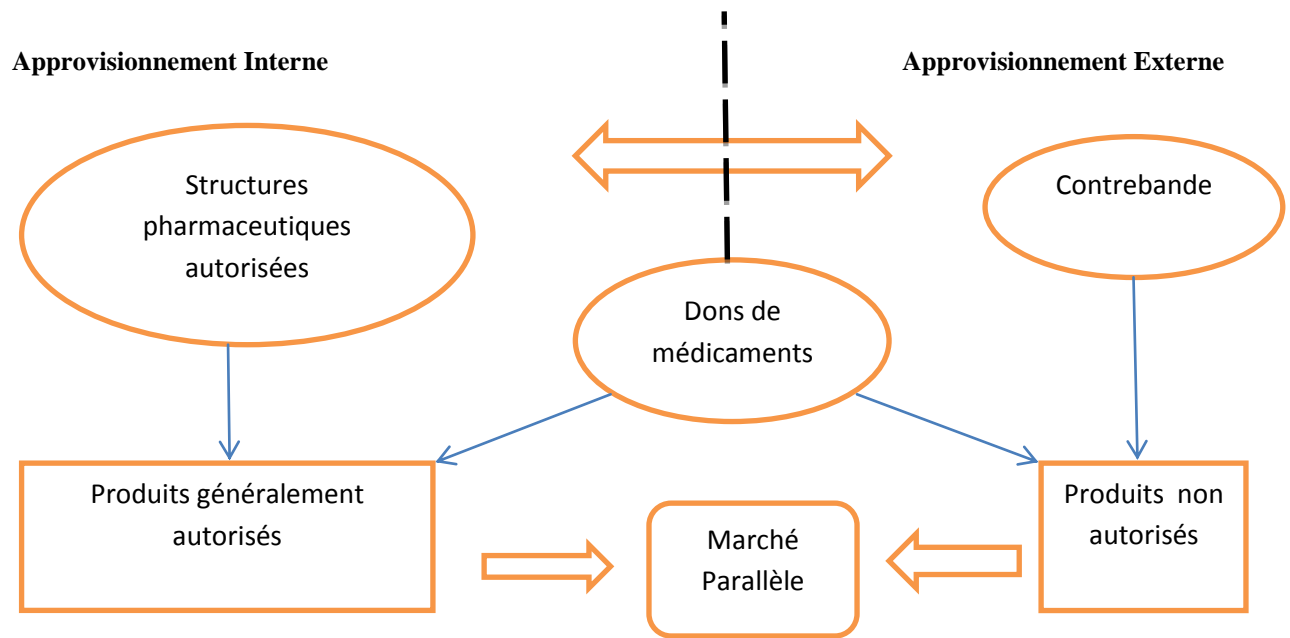 Approvisionnement Interne
Approvisionnement Externe
Structures
pharmaceutiques
autorisées
Contrebande
Dons de
médicaments
Produits généralement
autorisés
Marché
Parallèle
Produits non
autorisés